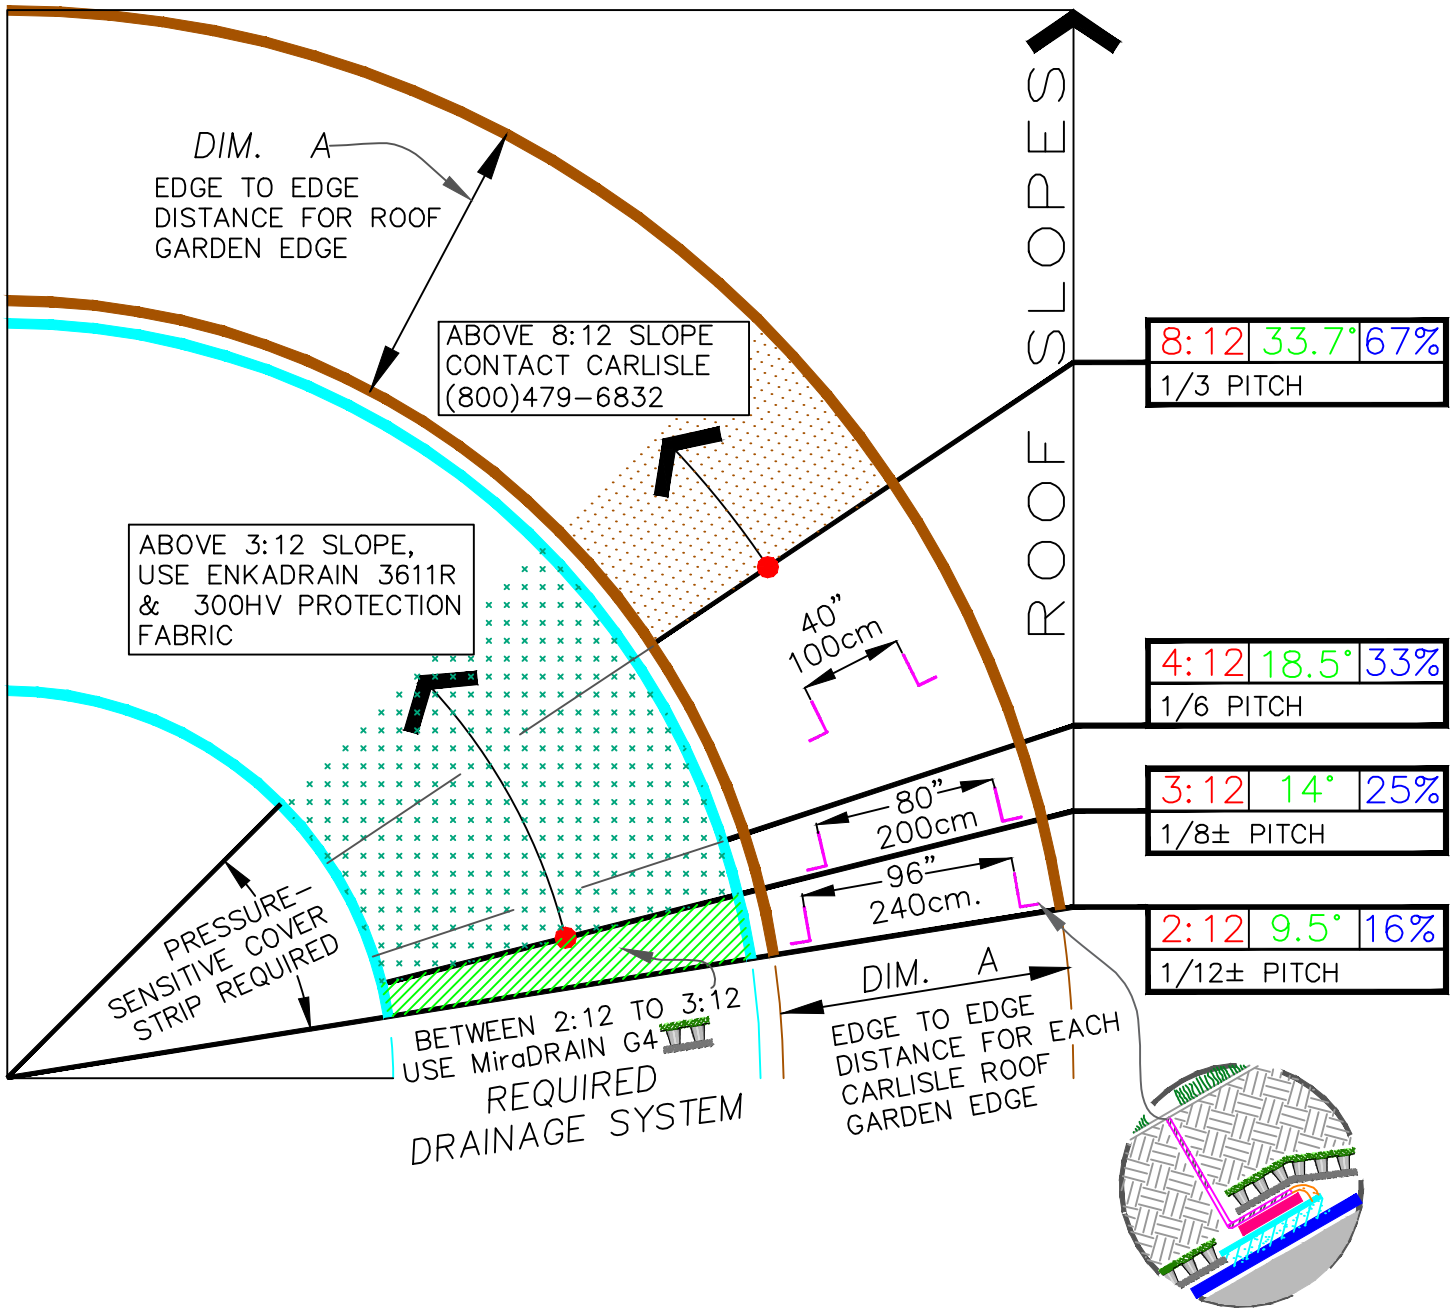 DIM. A
EDGE TO EDGE
DISTANCE FOR ROOF
GARDEN EDGE
ABOVE 8:12 SLOPE
CONTACT CARLISLE
(800)479-6832
ROOF SLOPES
8:12 33.7° 67%
1/3 PITCH
ABOVE 3:12 SLOPE,
USE ENKADRAIN 3611R
& 300HV PROTECTION
FABRIC
40”
100cm
4:12 18.5° 33%
1/6 PITCH
80”
200cm
3:12 14° 25%
1/8± PITCH
96”
240cm.
2:12 9.5° 16%
1/12± PITCH
PRESSURE-
SENSITIVE COVER
STRIP REQUIRED
BETWEEN 2:12 TO 3:12
USE MiraDRAIN G4
REQUIRED
DRAINAGE SYSTEM
DIM. A
EDGE TO EDGE
DISTANCE FOR EACH
CARLISLE ROOF
GARDEN EDGE